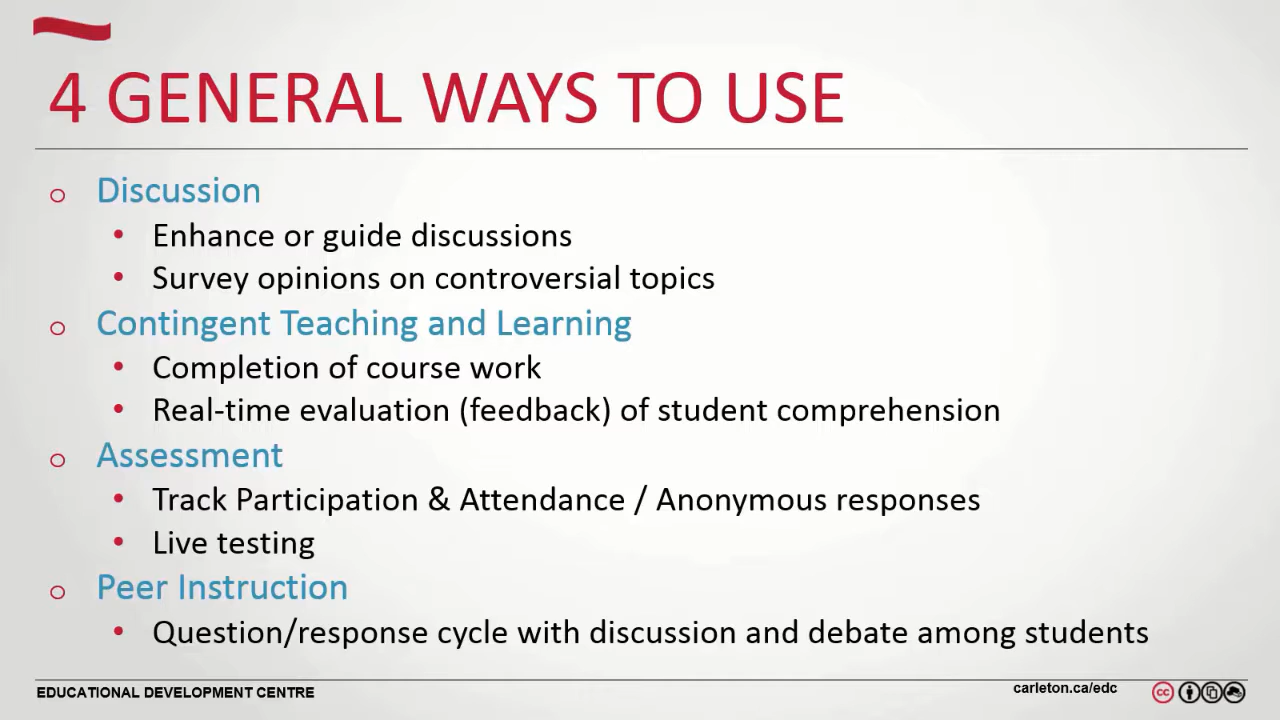 4 GENERAL WAYS TO USE
Discussion
Enhance or guide discussions
Survey opinions on controversial topics
Contingent Teaching and Learning
Completion of course work
Real-time evaluation (feedback) of student comprehension
Assessment
Track Participation & Attendance / Anonymous responses
Live testing
Peer Instruction
Question/response cycle with discussion and debate among students
EDUCATIONAL DEVELOPMENT CENTRE
carleton.ca/edc
cc